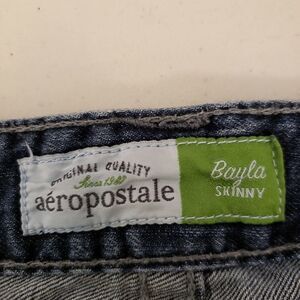 ORIGINAL QUALITY
Since 1987
aéropostale
Bayla
SKINNY